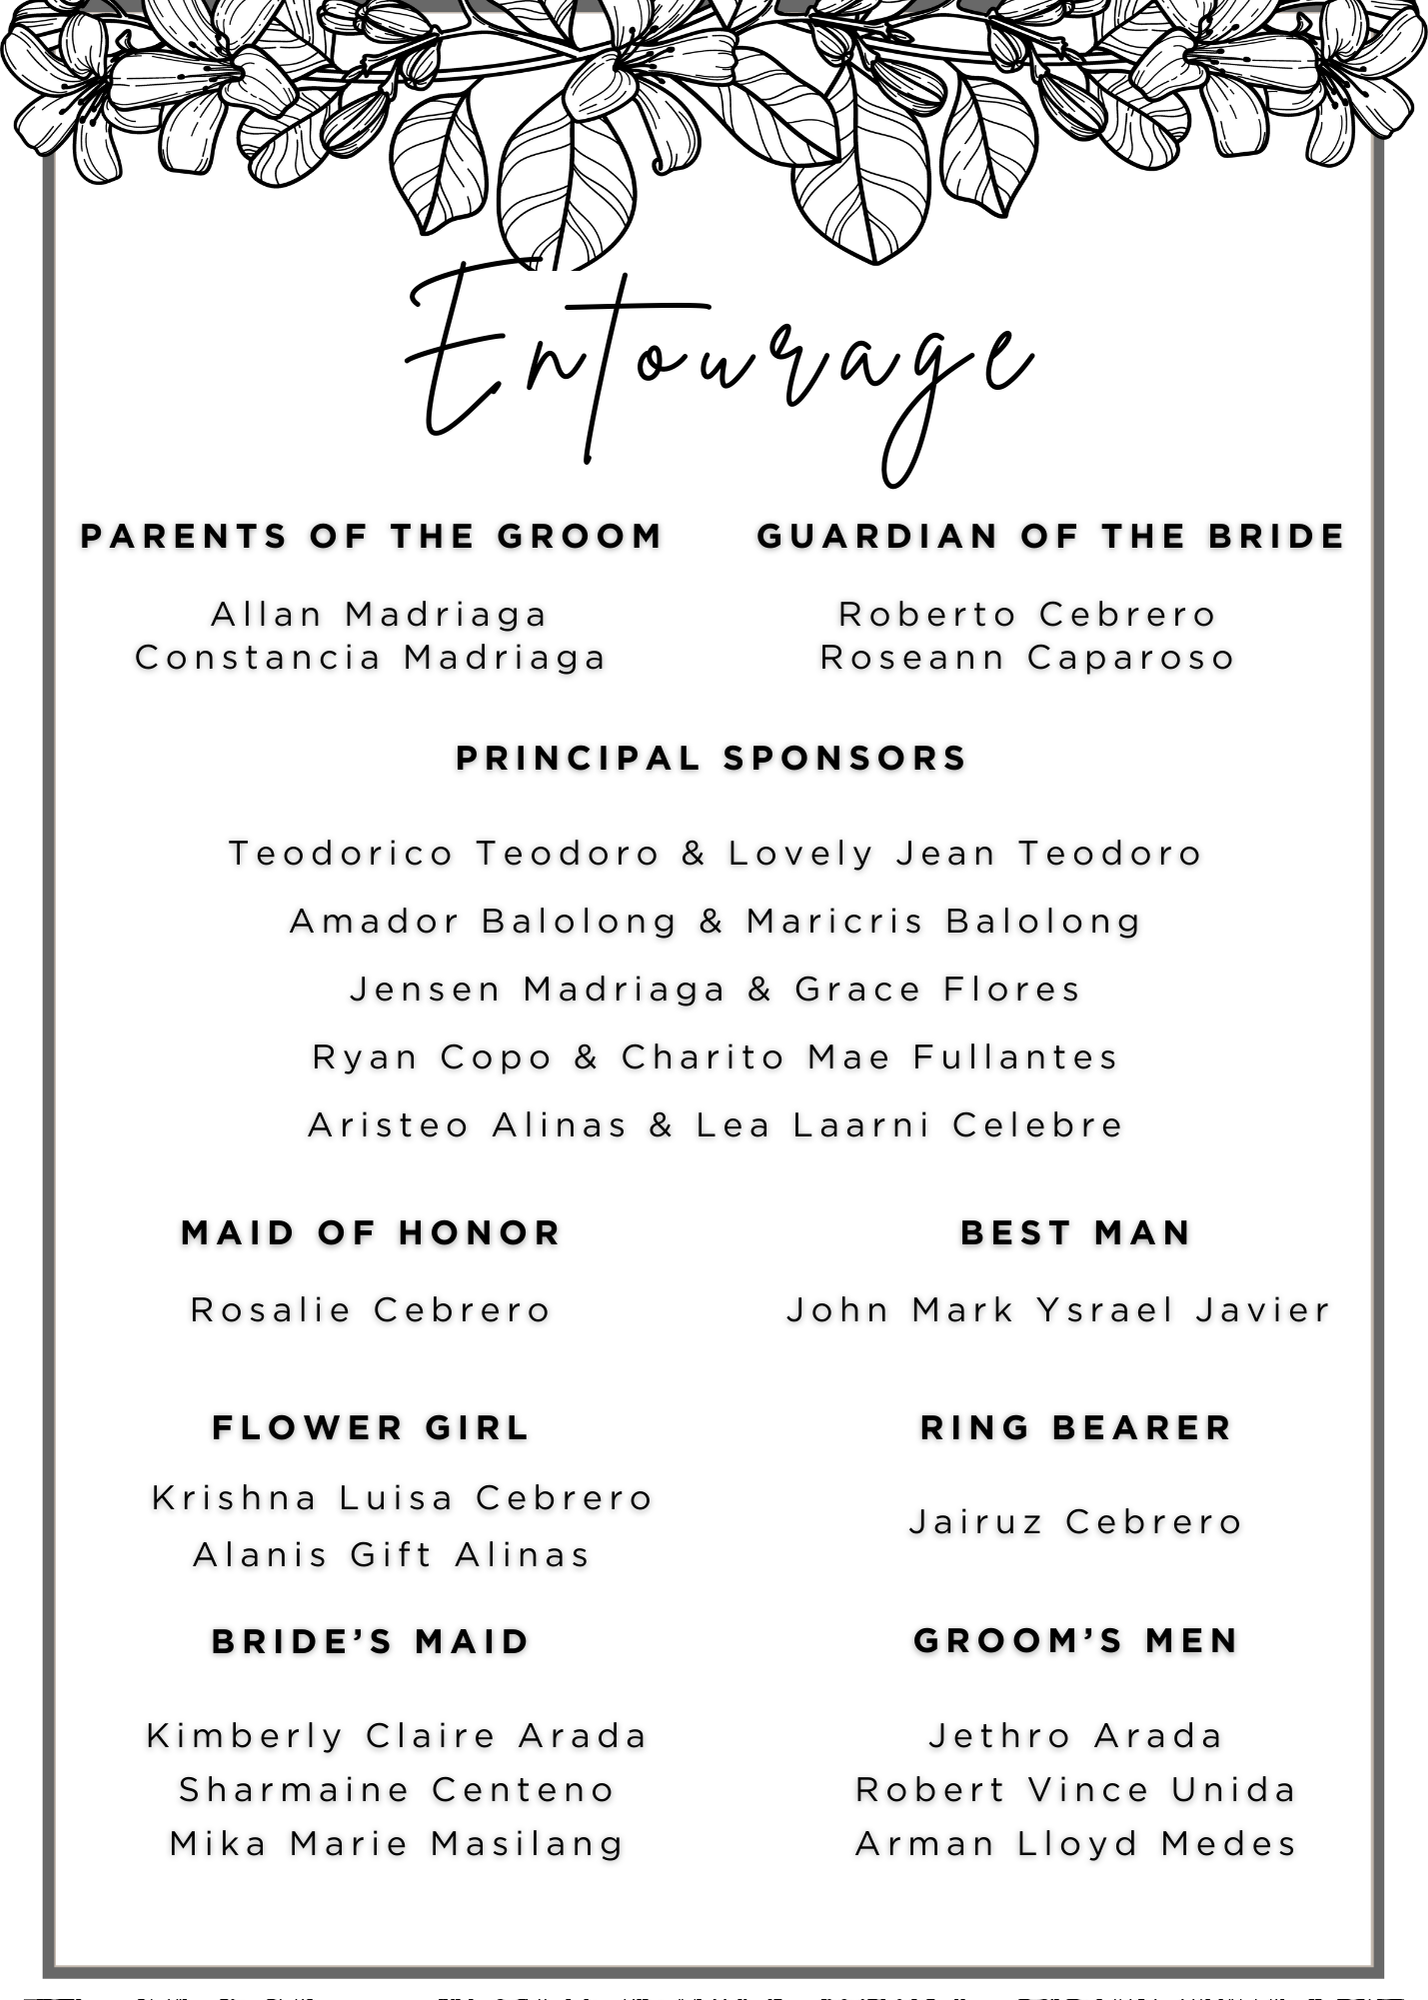 Entourage
PARENTS OF THE GROOM
Allan Madriaga
Constancia Madriaga
GUARDIAN OF THE BRIDE
Roberto Cebrero
Roseann Caparoso
PRINCIPAL SPONSORS
Teodorico Teodoro & Lovely Jean Teodoro
Amador Balolong & Maricris Balolong
Jensen Madriaga & Grace Flores
Ryan Copo & Charito Mae Fullantes
Aristeo Alinas & Lea Laarni Celebre
MAID OF HONOR
Rosalie Cebrero
BEST MAN
John Mark Ysrael Javier
FLOWER GIRL
Krishna Luisa Cebrero
Alanis Gift Alinas
RING BEARER
Jairuz Cebrero
BRIDE’S MAID
Kimberly Claire Arada
Sharmaine Centeno
Mika Marie Masilang
GROOM’S MEN
Jethro Arada
Robert Vince Unida
Arman Lloyd Medes